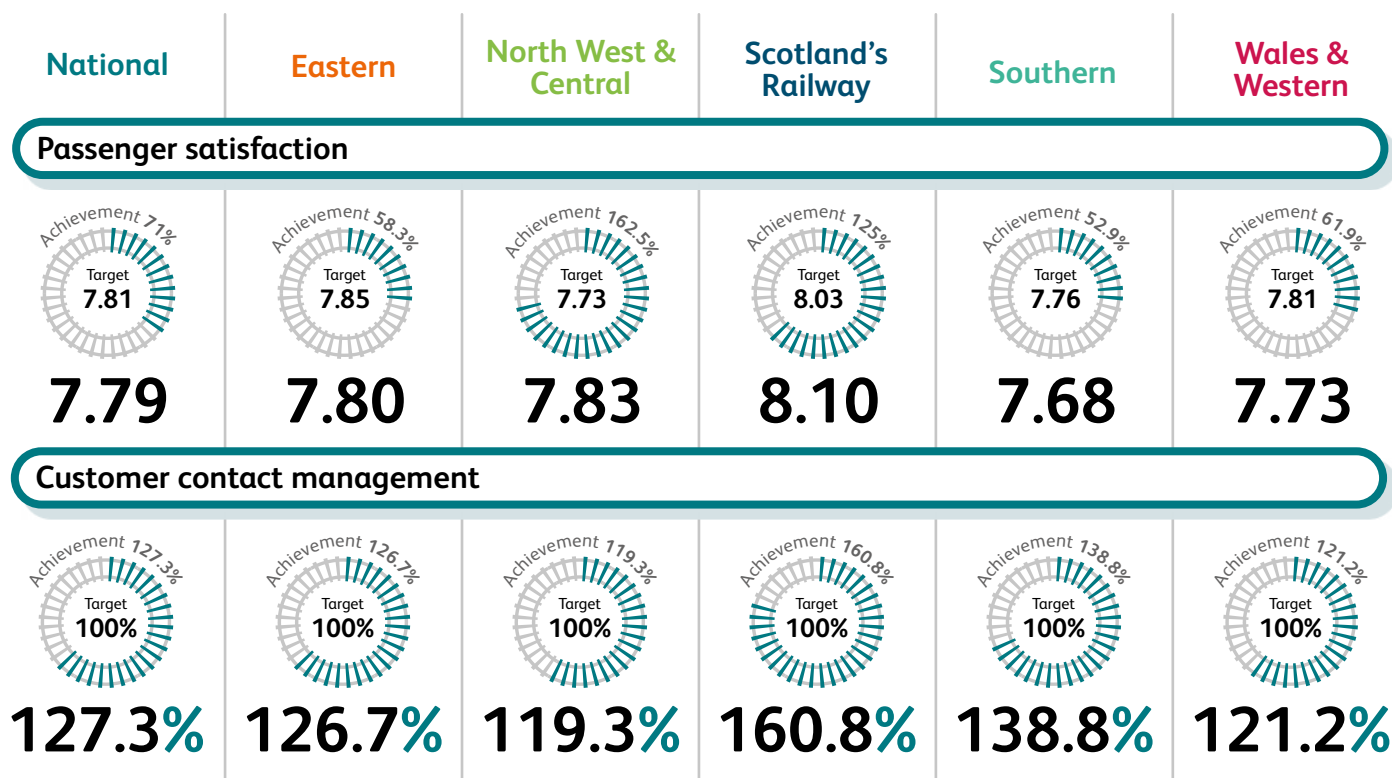 National
Eastern
North West &
Central
Scotland's
Railway
Southern
Wales &
Western
Passenger satisfaction
Achievement 71%
Target
7.81
7.79
Achievement 58.3%
Target
7.85
7.80
Achievement 162.5%
Target
7.73
7.83
Achievement 125%
Target
8.03
8.10
Achievement 52.9%
Target
7.76
7.68
Achievement 61.9%
Target
7.81
7.73
Customer contact management
Achievement 127.3%
Target
100%
127.3%
Achievement 126.7%
Target
100%
126.7%
Achievement 119.3%
Target
100%
119.3%
Achievement 160.8%
Target
100%
160.8%
Achievement 138.8%
Target
100%
138.8%
Achievement 121.2%
Target
100%
121.2%